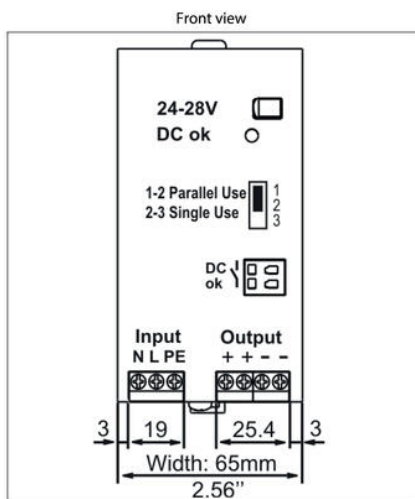 Front view
24-28V
DC ok
1-2 Parallel Use
2-3 Single Use
1
2
3
DC
ok
Input
N L PE
Output
+ + - -
3
19
25.4
3
Width: 65mm
2.56"